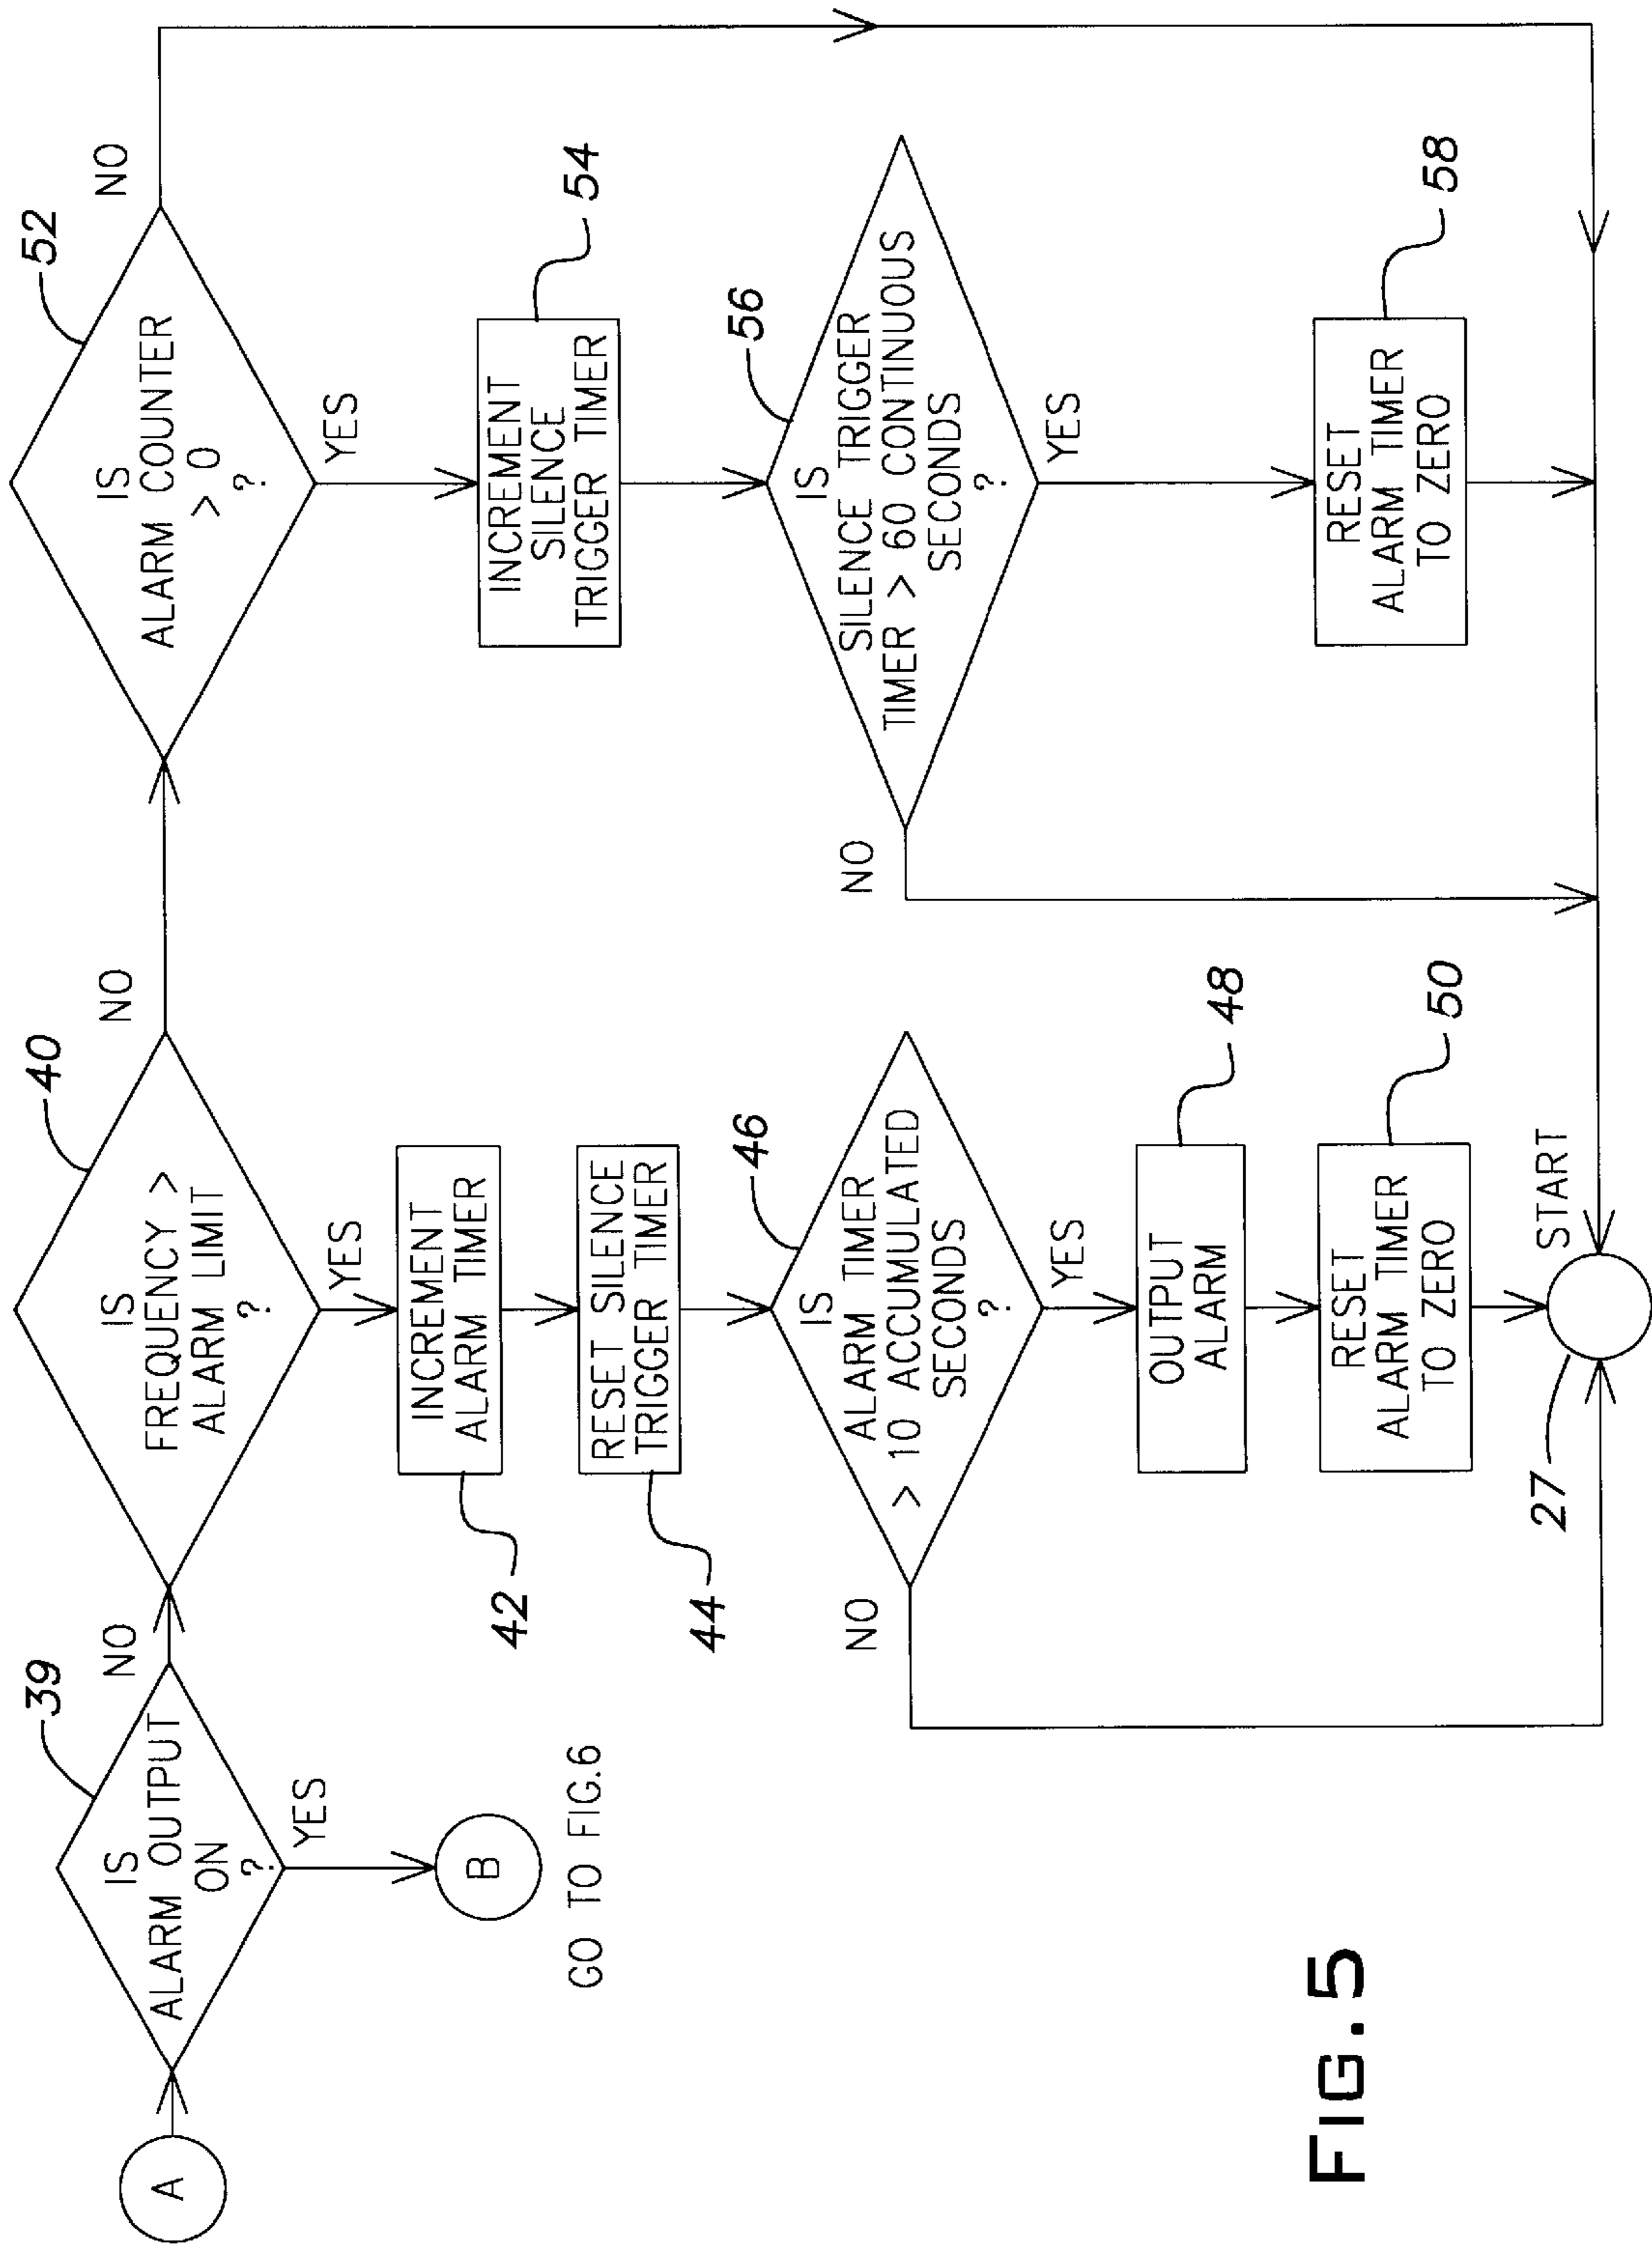 A
39
IS
ALARM OUTPUT
ON
?
NO
YES
B
GO TO FIG.6
40
IS
FREQUENCY >
ALARM LIMIT
?
NO
YES
42
INCREMENT
ALARM TIMER
44
RESET SILENCE
TRIGGER TIMER
46
IS
ALARM TIMER
> 10 ACCUMULATED
SECONDS
?
NO
YES
48
OUTPUT
ALARM
50
RESET
ALARM TIMER
TO ZERO
27
START
52
IS
ALARM COUNTER
> 0
?
NO
YES
54
INCREMENT
SILENCE
TRIGGER TIMER
56
IS
SILENCE TRIGGER
TIMER > 60 CONTINUOUS
SECONDS
?
NO
YES
58
RESET
ALARM TIMER
TO ZERO
FIG.5